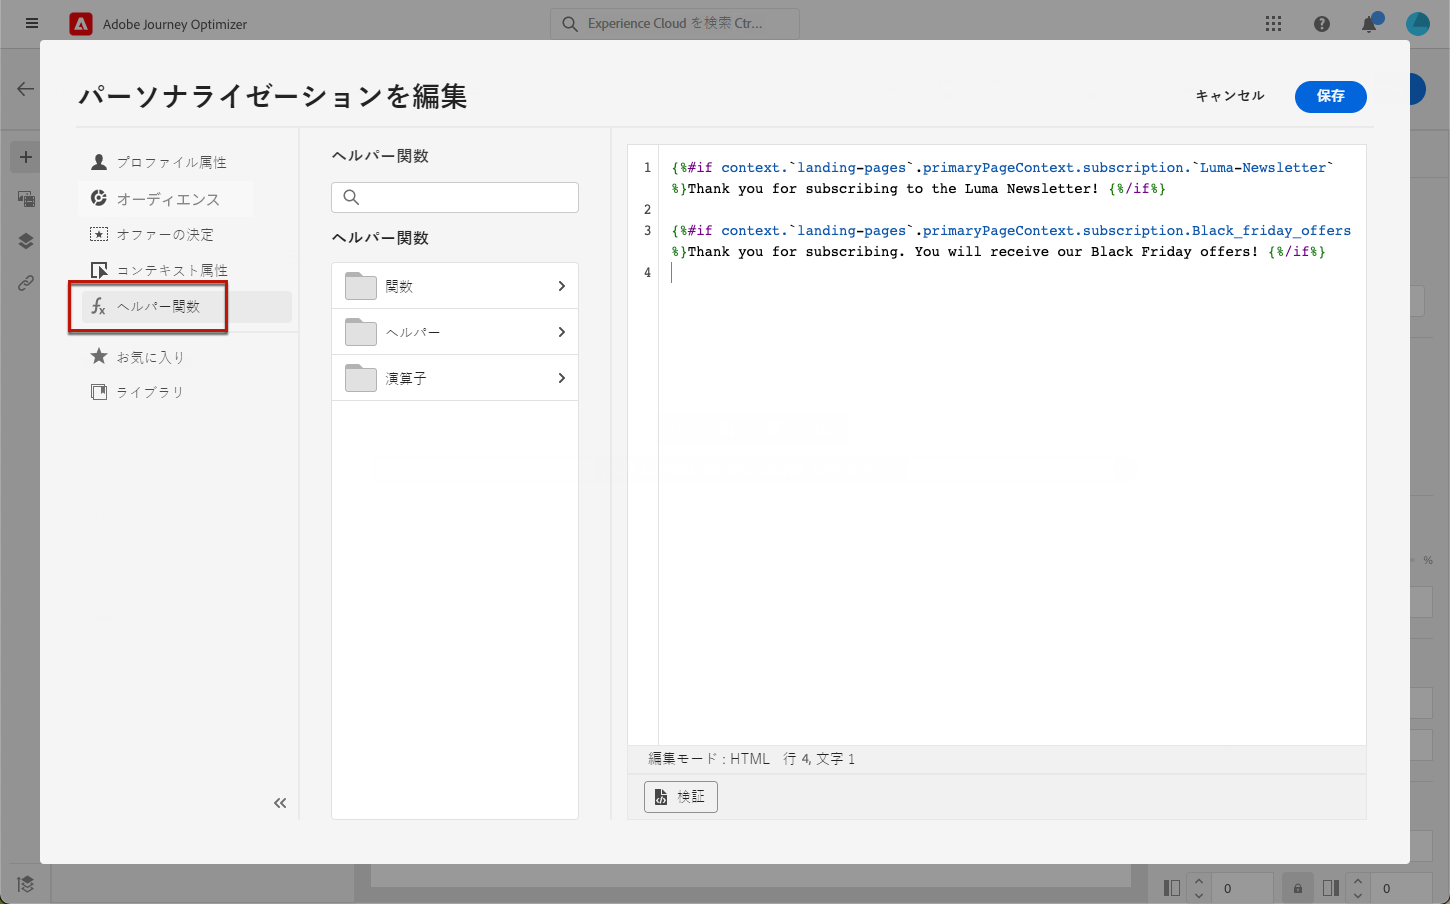 Adobe Journey Optimizer
Experience Cloud を検索 Ctr...
パーソナライゼーションを編集
キャンセル
保存
プロファイル属性
オーディエンス
オファーの決定
コンテキスト属性
ヘルパー関数
お気に入り
ライブラリ
ヘルパー関数
ヘルパー関数
関数
ヘルパー
演算子
1 {%#if context.`landing-pages`.primaryPageContext.subscription.`Luma-Newsletter`
%}Thank you for subscribing to the Luma Newsletter! {%/if%}
2
3 {%#if context.`landing-pages`.primaryPageContext.subscription.Black_friday_offers
%}Thank you for subscribing. You will receive our Black Friday offers! {%/if%}
4
編集モード : HTML 行 4, 文字 1
検証
%
0
0